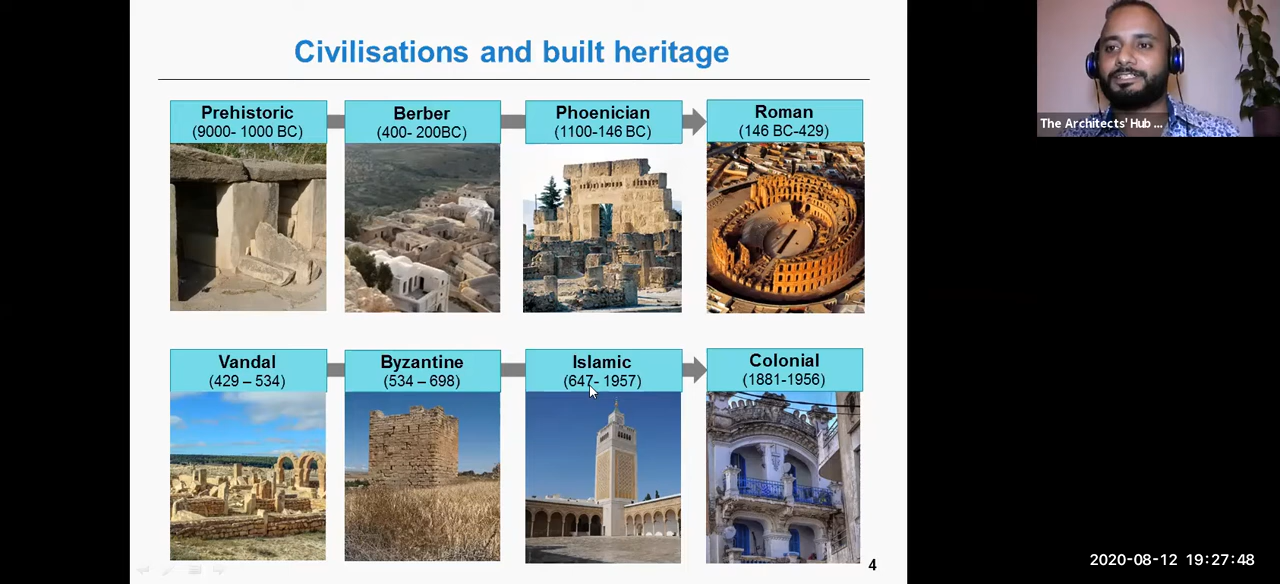 Civilisations and built heritage
Prehistoric
(9000- 1000 BC)
Berber
(400- 200BC)
Phoenician
(1100-146 BC)
Roman
(146 BC-429)
Vandal
(429 – 534)
Byzantine
(534 – 698)
Islamic
(647- 1957)
Colonial
(1881-1956)
4
The Architects' Hub ...
2020-08-12 19:27:48